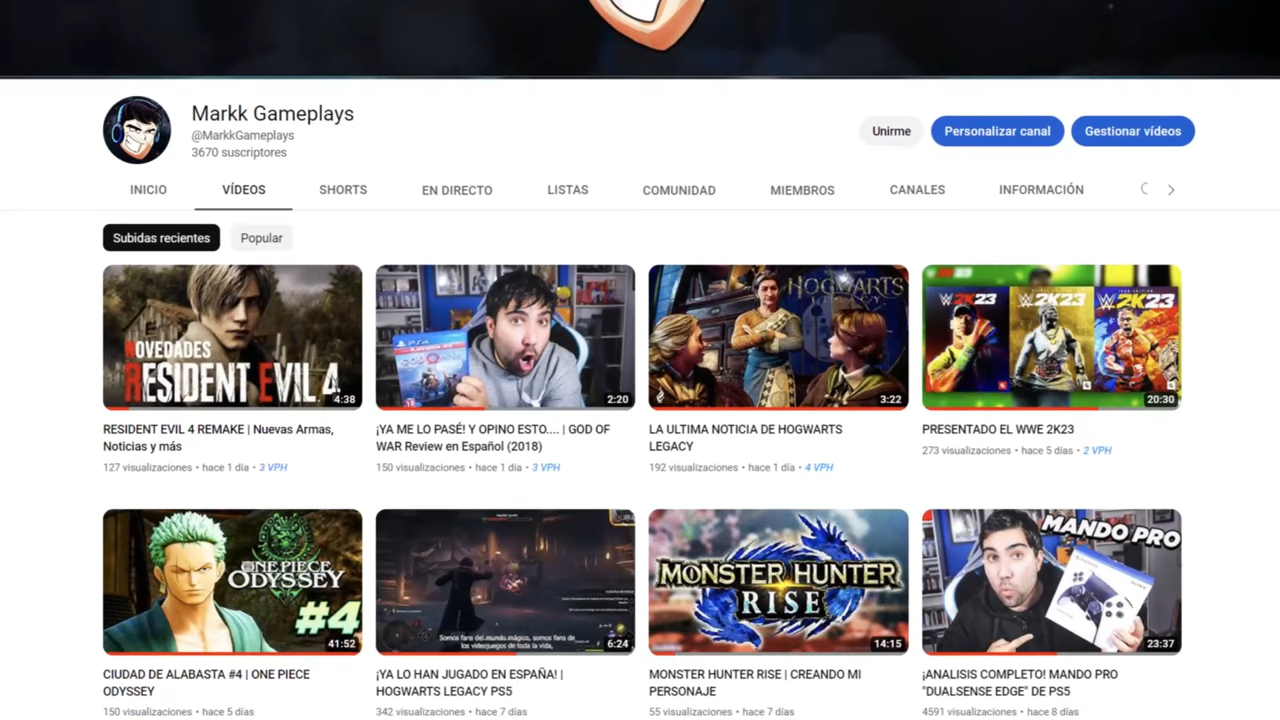 Markk Gameplays
@MarkkGameplays
3670 suscriptores
Unirme
Personalizar canal
Gestionar vídeos
INICIO
VÍDEOS
SHORTS
EN DIRECTO
LISTAS
COMUNIDAD
MIEMBROS
CANALES
INFORMACIÓN
Subidas recientes
Popular
NOVEDADES
RESIDENT EVIL 4
4:38
PS4
GOD OF WAR
2:20
HOGWARTS
LEGACY
3:22
2K23
W 2K23
W 2K23
W 2K23
20:30
RESIDENT EVIL 4 REMAKE | Nuevas Armas,
Noticias y más
127 visualizaciones • hace 1 día • 3 VPH
¡YA ME LO PASÉ! Y OPINO ESTO.... | GOD OF
WAR Review en Español (2018)
150 visualizaciones • hace 1 día • 3 VPH
LA ULTIMA NOTICIA DE HOGWARTS
LEGACY
192 visualizaciones • hace 1 día • 4 VPH
PRESENTADO EL WWE 2K23
273 visualizaciones • hace 5 días • 2 VPH
ONE PIECE
ODYSSEY
#4
41:52
Somos fans del mundo mágico, somos fans de
los videojuegos de toda la vida,
6:24
MONSTER HUNTER
RISE
14:15
MANDO PRO
SONY
23:37
CIUDAD DE ALABASTA #4 | ONE PIECE
ODYSSEY
150 visualizaciones • hace 5 días
¡YA LO HAN JUGADO EN ESPAÑA! |
HOGWARTS LEGACY PS5
342 visualizaciones • hace 7 días
MONSTER HUNTER RISE | CREANDO MI
PERSONAJE
55 visualizaciones • hace 7 días
¡ANALISIS COMPLETO! MANDO PRO
"DUALSENSE EDGE" DE PS5
4591 visualizaciones • hace 8 días